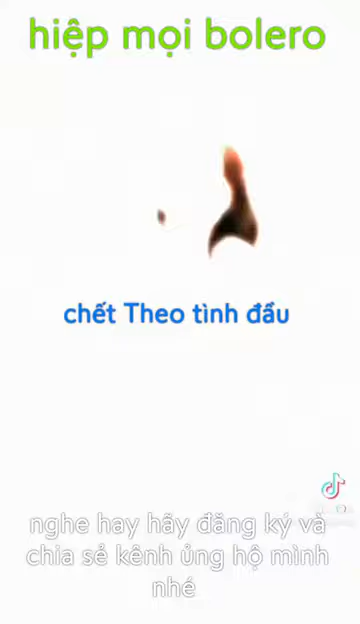 hiệp mọi bolero
chết Theo tình đầu
nghe hay hãy đăng ký và
chia sẻ kênh ủng hộ mình
nhé